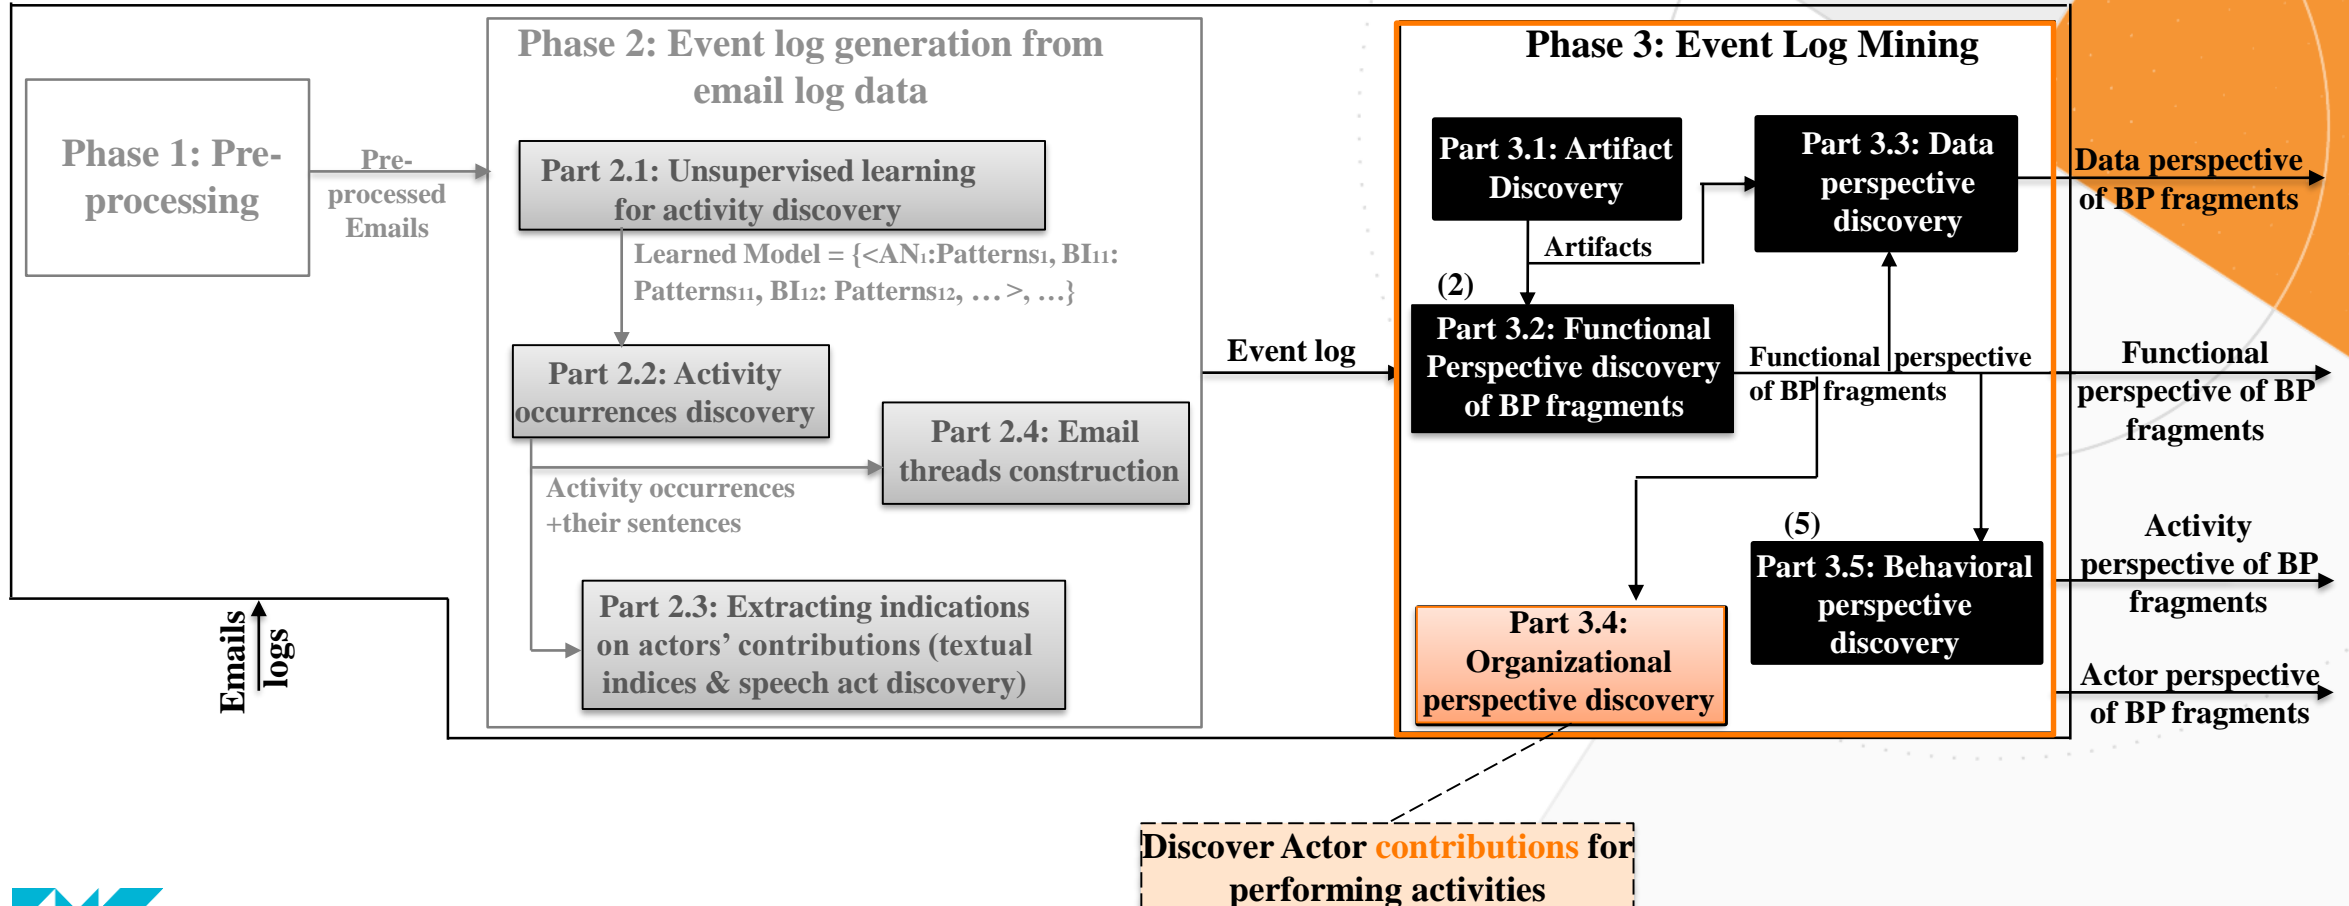 Phase 1: Pre-
processing
Pre-
processed
Emails
Emails
logs
Phase 2: Event log generation from
email log data
Part 2.1: Unsupervised learning
for activity discovery
Learned Model = {<AN1:Patterns1, BI11:
Patterns11, BI12: Patterns12, … >, …}
Part 2.2: Activity
occurrences discovery
Part 2.4: Email
threads construction
Activity occurrences
+their sentences
Part 2.3: Extracting indications
on actors’ contributions (textual
indices & speech act discovery)
Event log
Phase 3: Event Log Mining
Part 3.1: Artifact
Discovery
Part 3.3: Data
perspective
discovery
Artifacts
(2)
Part 3.2: Functional
Perspective discovery
of BP fragments
Functional perspective
of BP fragments
(5)
Part 3.5: Behavioral
perspective
discovery
Part 3.4:
Organizational
perspective discovery
Data perspective
of BP fragments
Functional
perspective of BP
fragments
Activity
perspective of BP
fragments
Actor perspective
of BP fragments
Discover Actor contributions for
performing activities